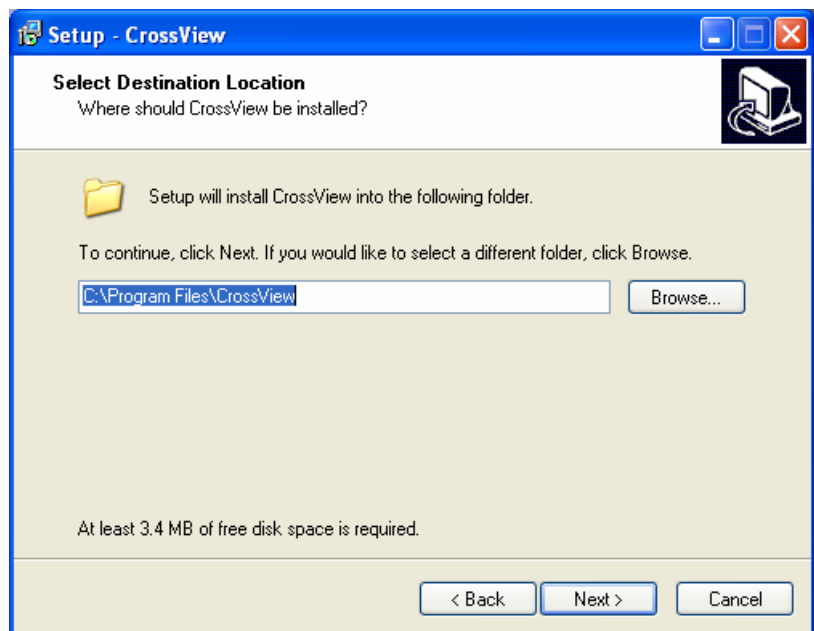 Setup - CrossView
Select Destination Location
Where should CrossView be installed?
Setup will install CrossView into the following folder.
To continue, click Next. If you would like to select a different folder, click Browse.
C:\Program Files\CrossView
Browse...
At least 3.4 MB of free disk space is required.
< Back
Next >
Cancel